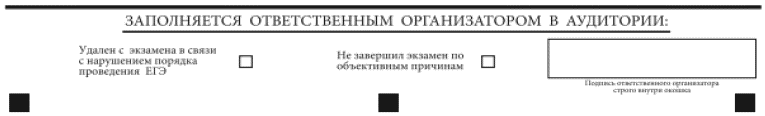 ЗАПОЛНЯЕТСЯ ОТВЕТСТВЕННЫМ ОРГАНИЗАТОРОМ В АУДИТОРИИ:
Удален с экзамена в связи
с нарушением порядка
проведения ЕГЭ
Не завершил экзамен по
объективным причинам
Подпись ответственного организатора
строго внутри окошка